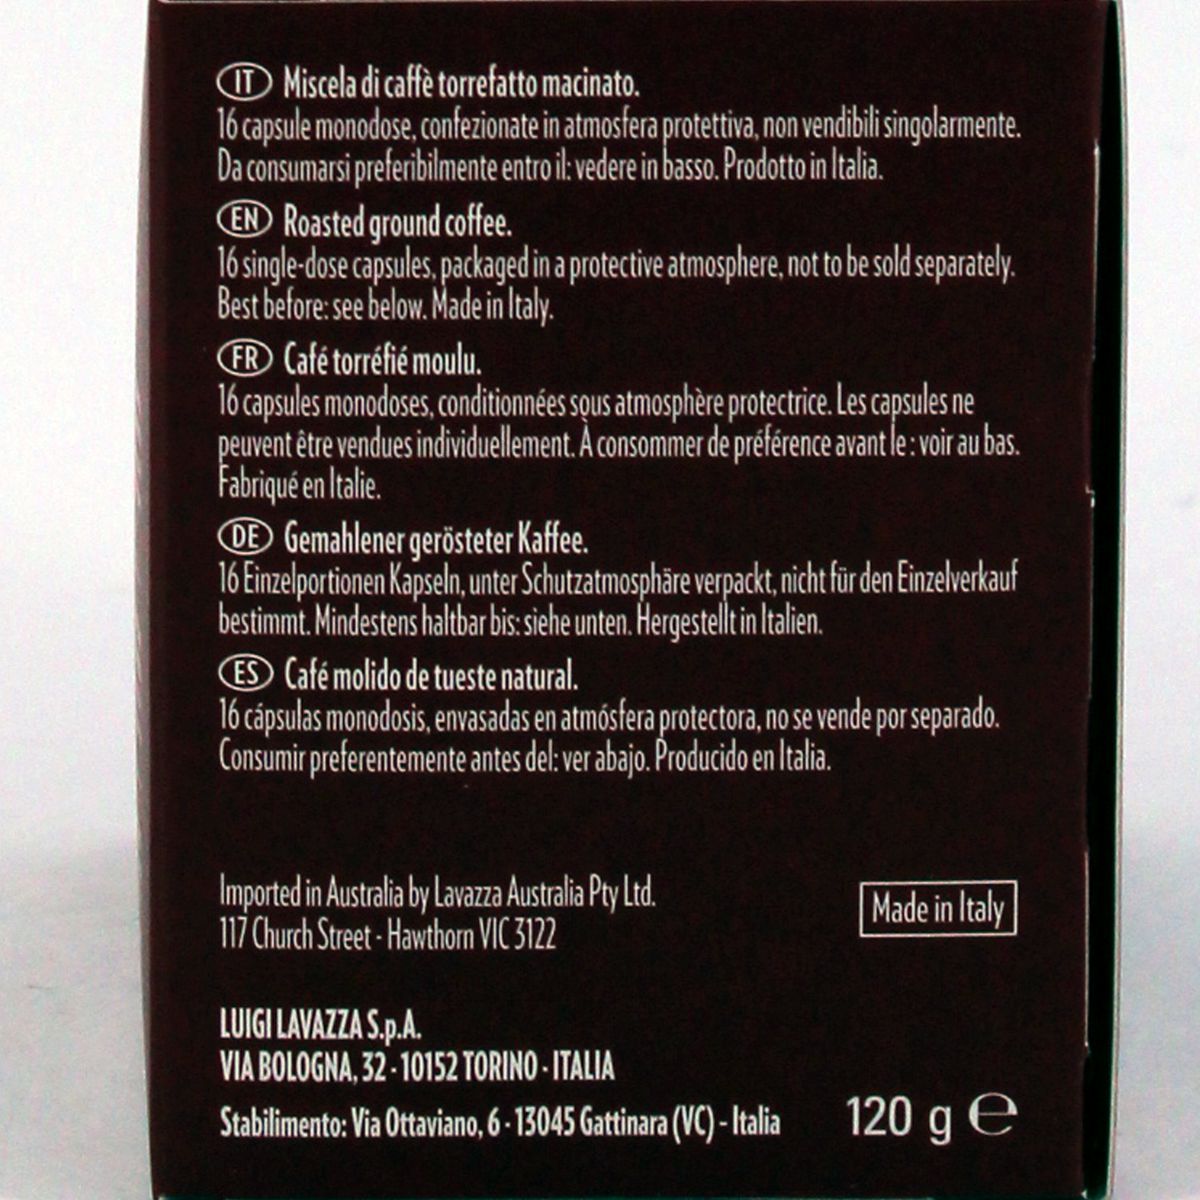 IT Miscela di caffè torrefatto macinato.
16 capsule monodose, confezionate in atmosfera protettiva, non vendibili singolarmente.
Da consumarsi preferibilmente entro il: vedere in basso. Prodotto in Italia.
EN Roasted ground coffee.
16 single-dose capsules, packaged in a protective atmosphere, not to be sold separately.
Best before: see below. Made in Italy.
FR Café torréfié moulu.
16 capsules monodoses, conditionnées sous atmosphère protectrice. Les capsules ne
peuvent être vendues individuellement. À consommer de préférence avant le : voir au bas.
Fabriqué en Italie.
DE Gemahlener gerösteter Kaffee.
16 Einzelportionen Kapseln, unter Schutzatmosphäre verpackt, nicht für den Einzelverkauf
bestimmt. Mindestens haltbar bis: siehe unten. Hergestellt in Italien.
ES Café molido de tueste natural.
16 cápsulas monodosis, envasadas en atmósfera protectora, no se vende por separado.
Consumir preferentemente antes del: ver abajo. Producido en Italia.
Imported in Australia by Lavazza Australia Pty Ltd.
117 Church Street - Hawthorn VIC 3122
Made in Italy
LUIGI LAVAZZA S.p.A.
VIA BOLOGNA, 32 - 10152 TORINO - ITALIA
Stabilimento: Via Ottaviano, 6 - 13045 Gattinara (VC) - Italia
120 g ℮